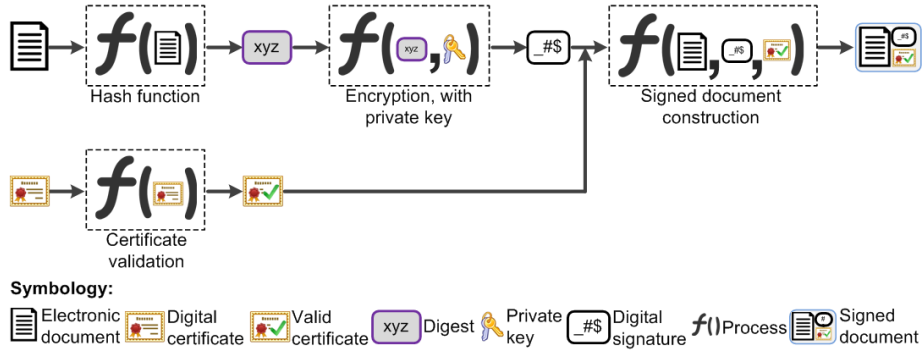 f( ) xyz f( xyz , ) _#$ f( , _#$ , ) _#$
Hash function
Encryption, with
private key
Signed document
construction
f( )
Certificate
validation
Symbology:
Electronic
document
Digital
certificate
Valid
certificate
xyz Digest
Private
key
_#$ Digital
signature
f() Process
# Signed
document